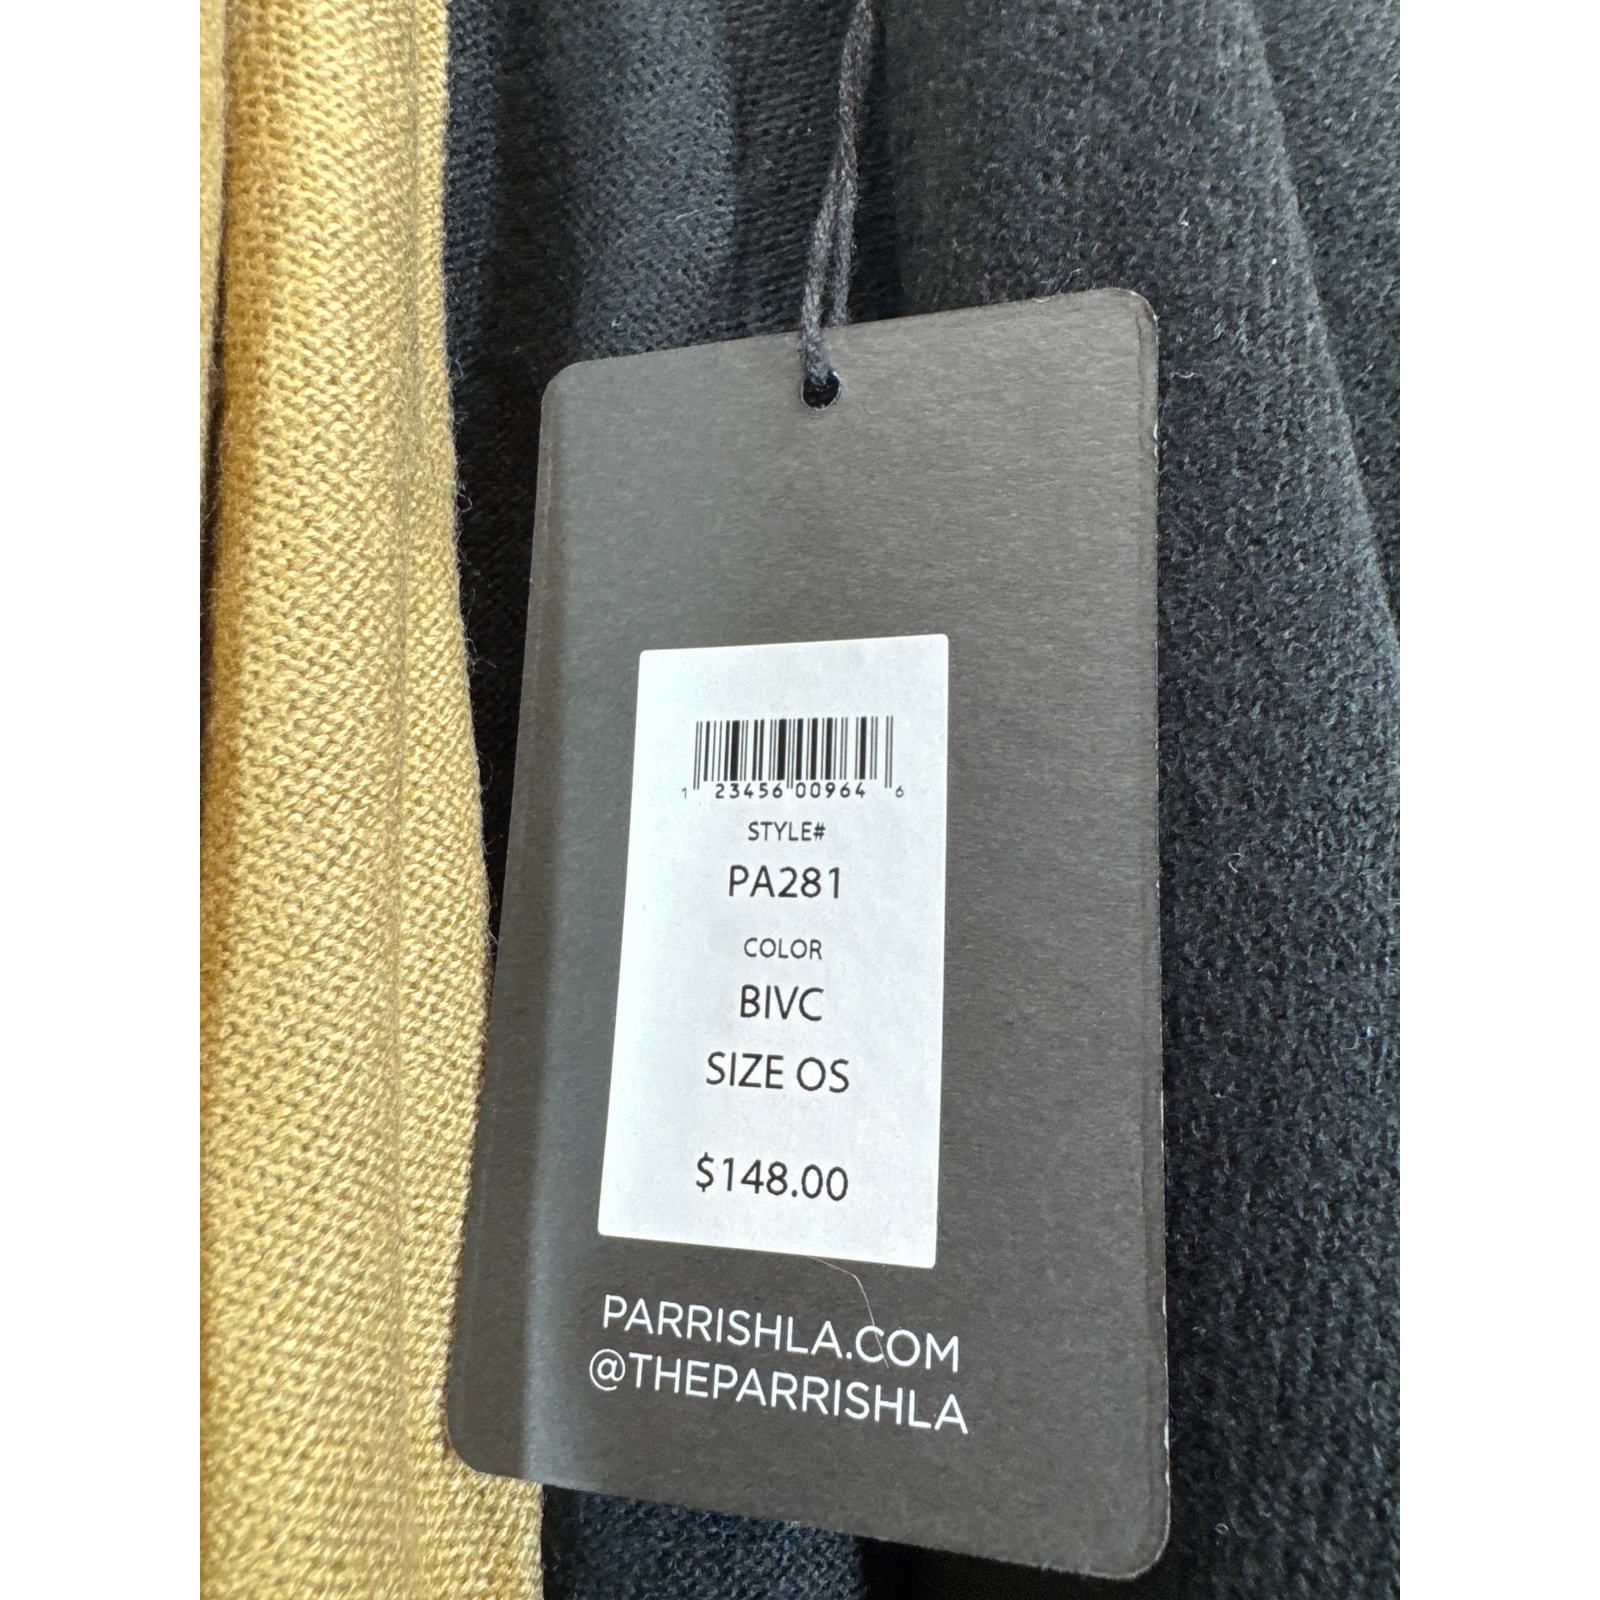 1 23456 00964 6
STYLE#
PA281
COLOR
BIVC
SIZE OS
$148.00
PARRISHLA.COM
@THEPARRISHLA